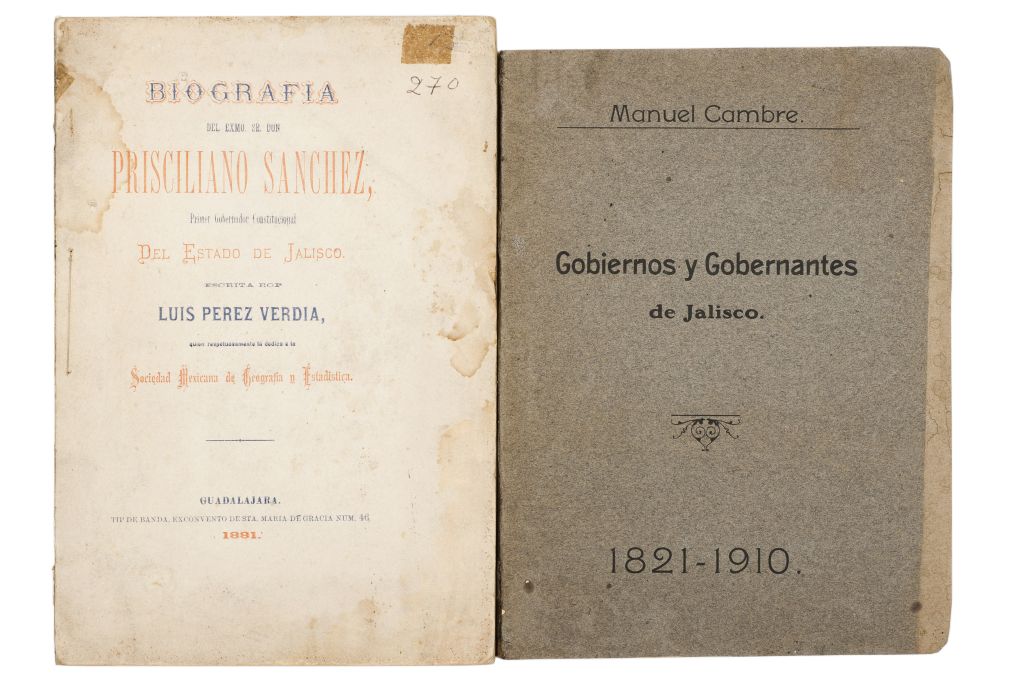 BIOGRAFIA
DEL EXMO. SR. DON
PRISCILIANO SANCHEZ,
Primer Gobernador Constitucional
DEL ESTADO DE JALISCO.
ESCRITA POR
LUIS PEREZ VERDIA,
quien respetuosamente la dedica a la
Sociedad Mexicana de Geografia y Estadistica.
GUADALAJARA.
TIP DE BANDA, EXCONVENTO DE STA. MARIA DE GRACIA NUM. 46
1881.
270
Manuel Cambre.
Gobiernos y Gobernantes
de Jalisco.
1821-1910.